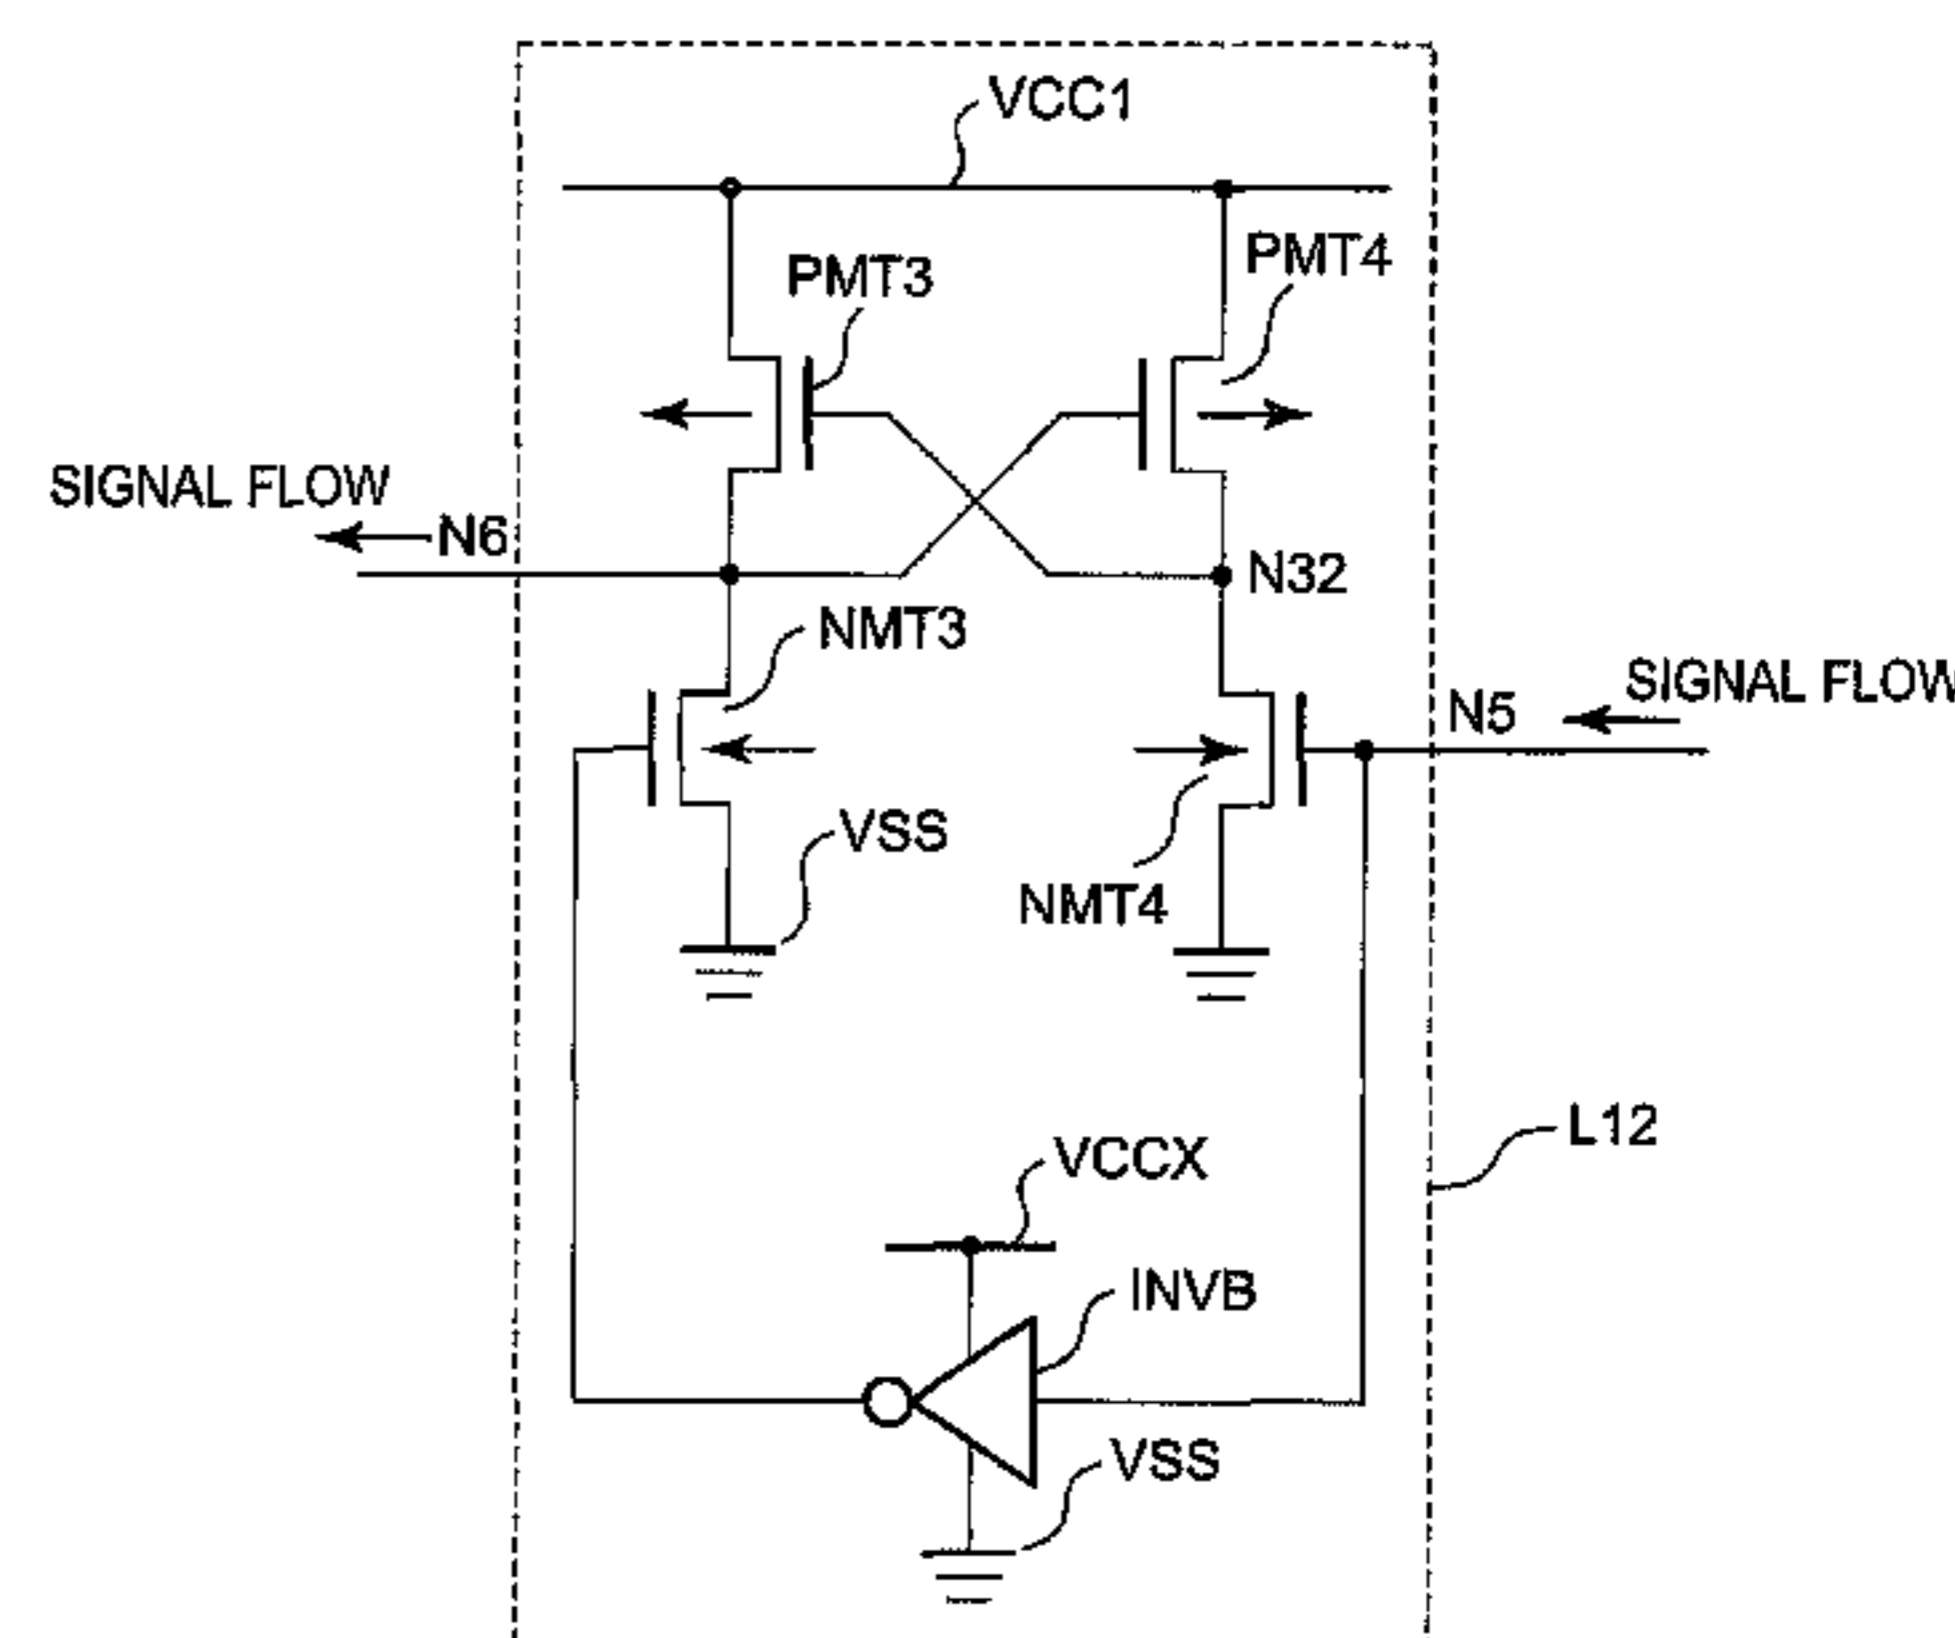 VCC1
PMT4
PMT3
SIGNAL FLOW
N6
N32
NMT3
SIGNAL FLOW
N5
VSS
NMT4
L12
VCCX
INVB
VSS